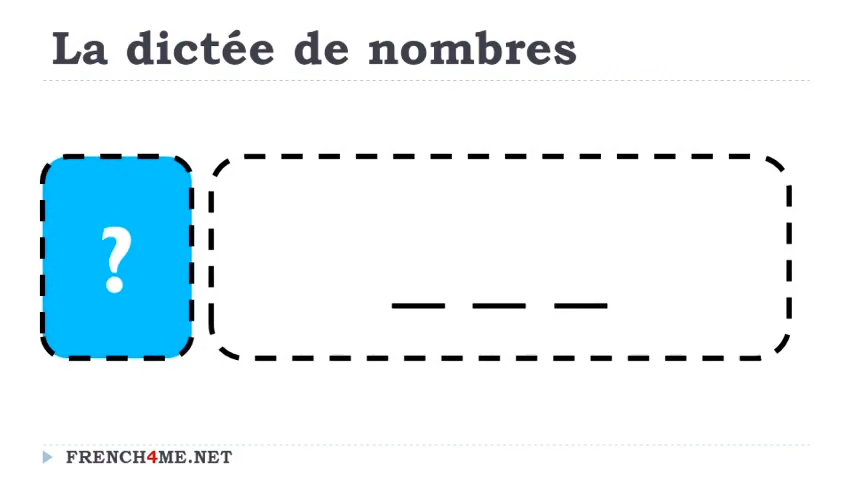 La dictée de nombres
?
_ _ _
FRENCH4ME.NET